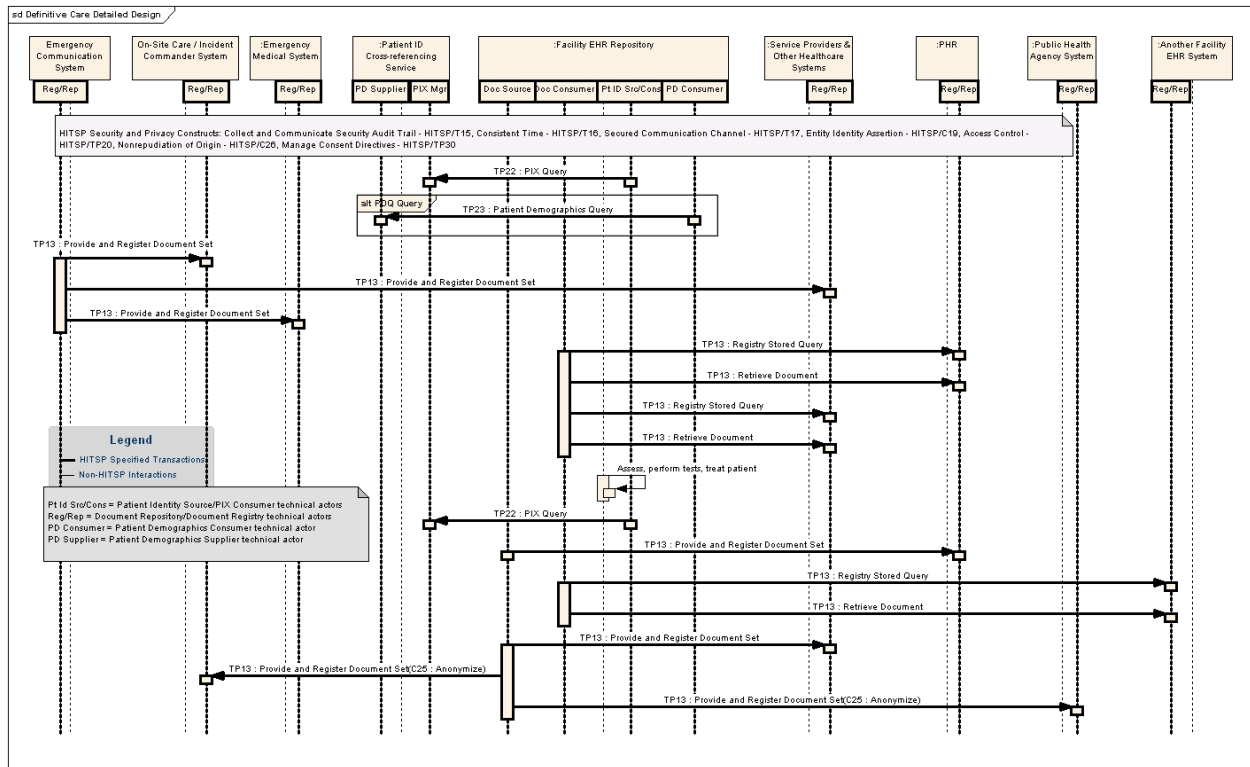 sd Definitive Care Detailed Design
Emergency
Communication
System
On-Site Care / Incident
Commander System
:Emergency
Medical System
:Patient ID
Cross-referencing
Service
:Facility EHR Repository
:Service Providers &
Other Healthcare
Systems
:PHR
:Public Health
Agency System
:Another Facility
EHR System
Reg/Rep
Reg/Rep
Reg/Rep
PD Supplier
PIX Mgr
Doc Source
Doc Consumer
Pt ID Src/Cons
PD Consumer
Reg/Rep
Reg/Rep
Reg/Rep
Reg/Rep
HITSP Security and Privacy Constructs: Collect and Communicate Security Audit Trail - HITSP/T15, Consistent Time - HITSP/T16, Secured Communication Channel - HITSP/T17, Entity Identity Assertion - HITSP/C19, Access Control -
HITSP/TP20, Nonrepudiation of Origin - HITSP/C26, Manage Consent Directives - HITSP/TP30
TP22 : PIX Query
alt PDQ Query
TP23 : Patient Demographics Query
TP13 : Provide and Register Document Set
TP13 : Provide and Register Document Set
TP13 : Provide and Register Document Set
TP13 : Registry Stored Query
TP13 : Retrieve Document
TP13 : Registry Stored Query
TP13 : Retrieve Document
Legend
HITSP Specified Transactions
Non-HITSP Interactions
Assess, perform tests, treat patient
Pt Id Src/Cons = Patient Identity Source/PIX Consumer technical actors
Reg/Rep = Document Repository/Document Registry technical actors
PD Consumer = Patient Demographics Consumer technical actor
PD Supplier = Patient Demographics Supplier technical actor
TP22 : PIX Query
TP13 : Provide and Register Document Set
TP13 : Registry Stored Query
TP13 : Retrieve Document
TP13 : Provide and Register Document Set
TP13 : Provide and Register Document Set(C25 : Anonymize)
TP13 : Provide and Register Document Set(C25 : Anonymize)